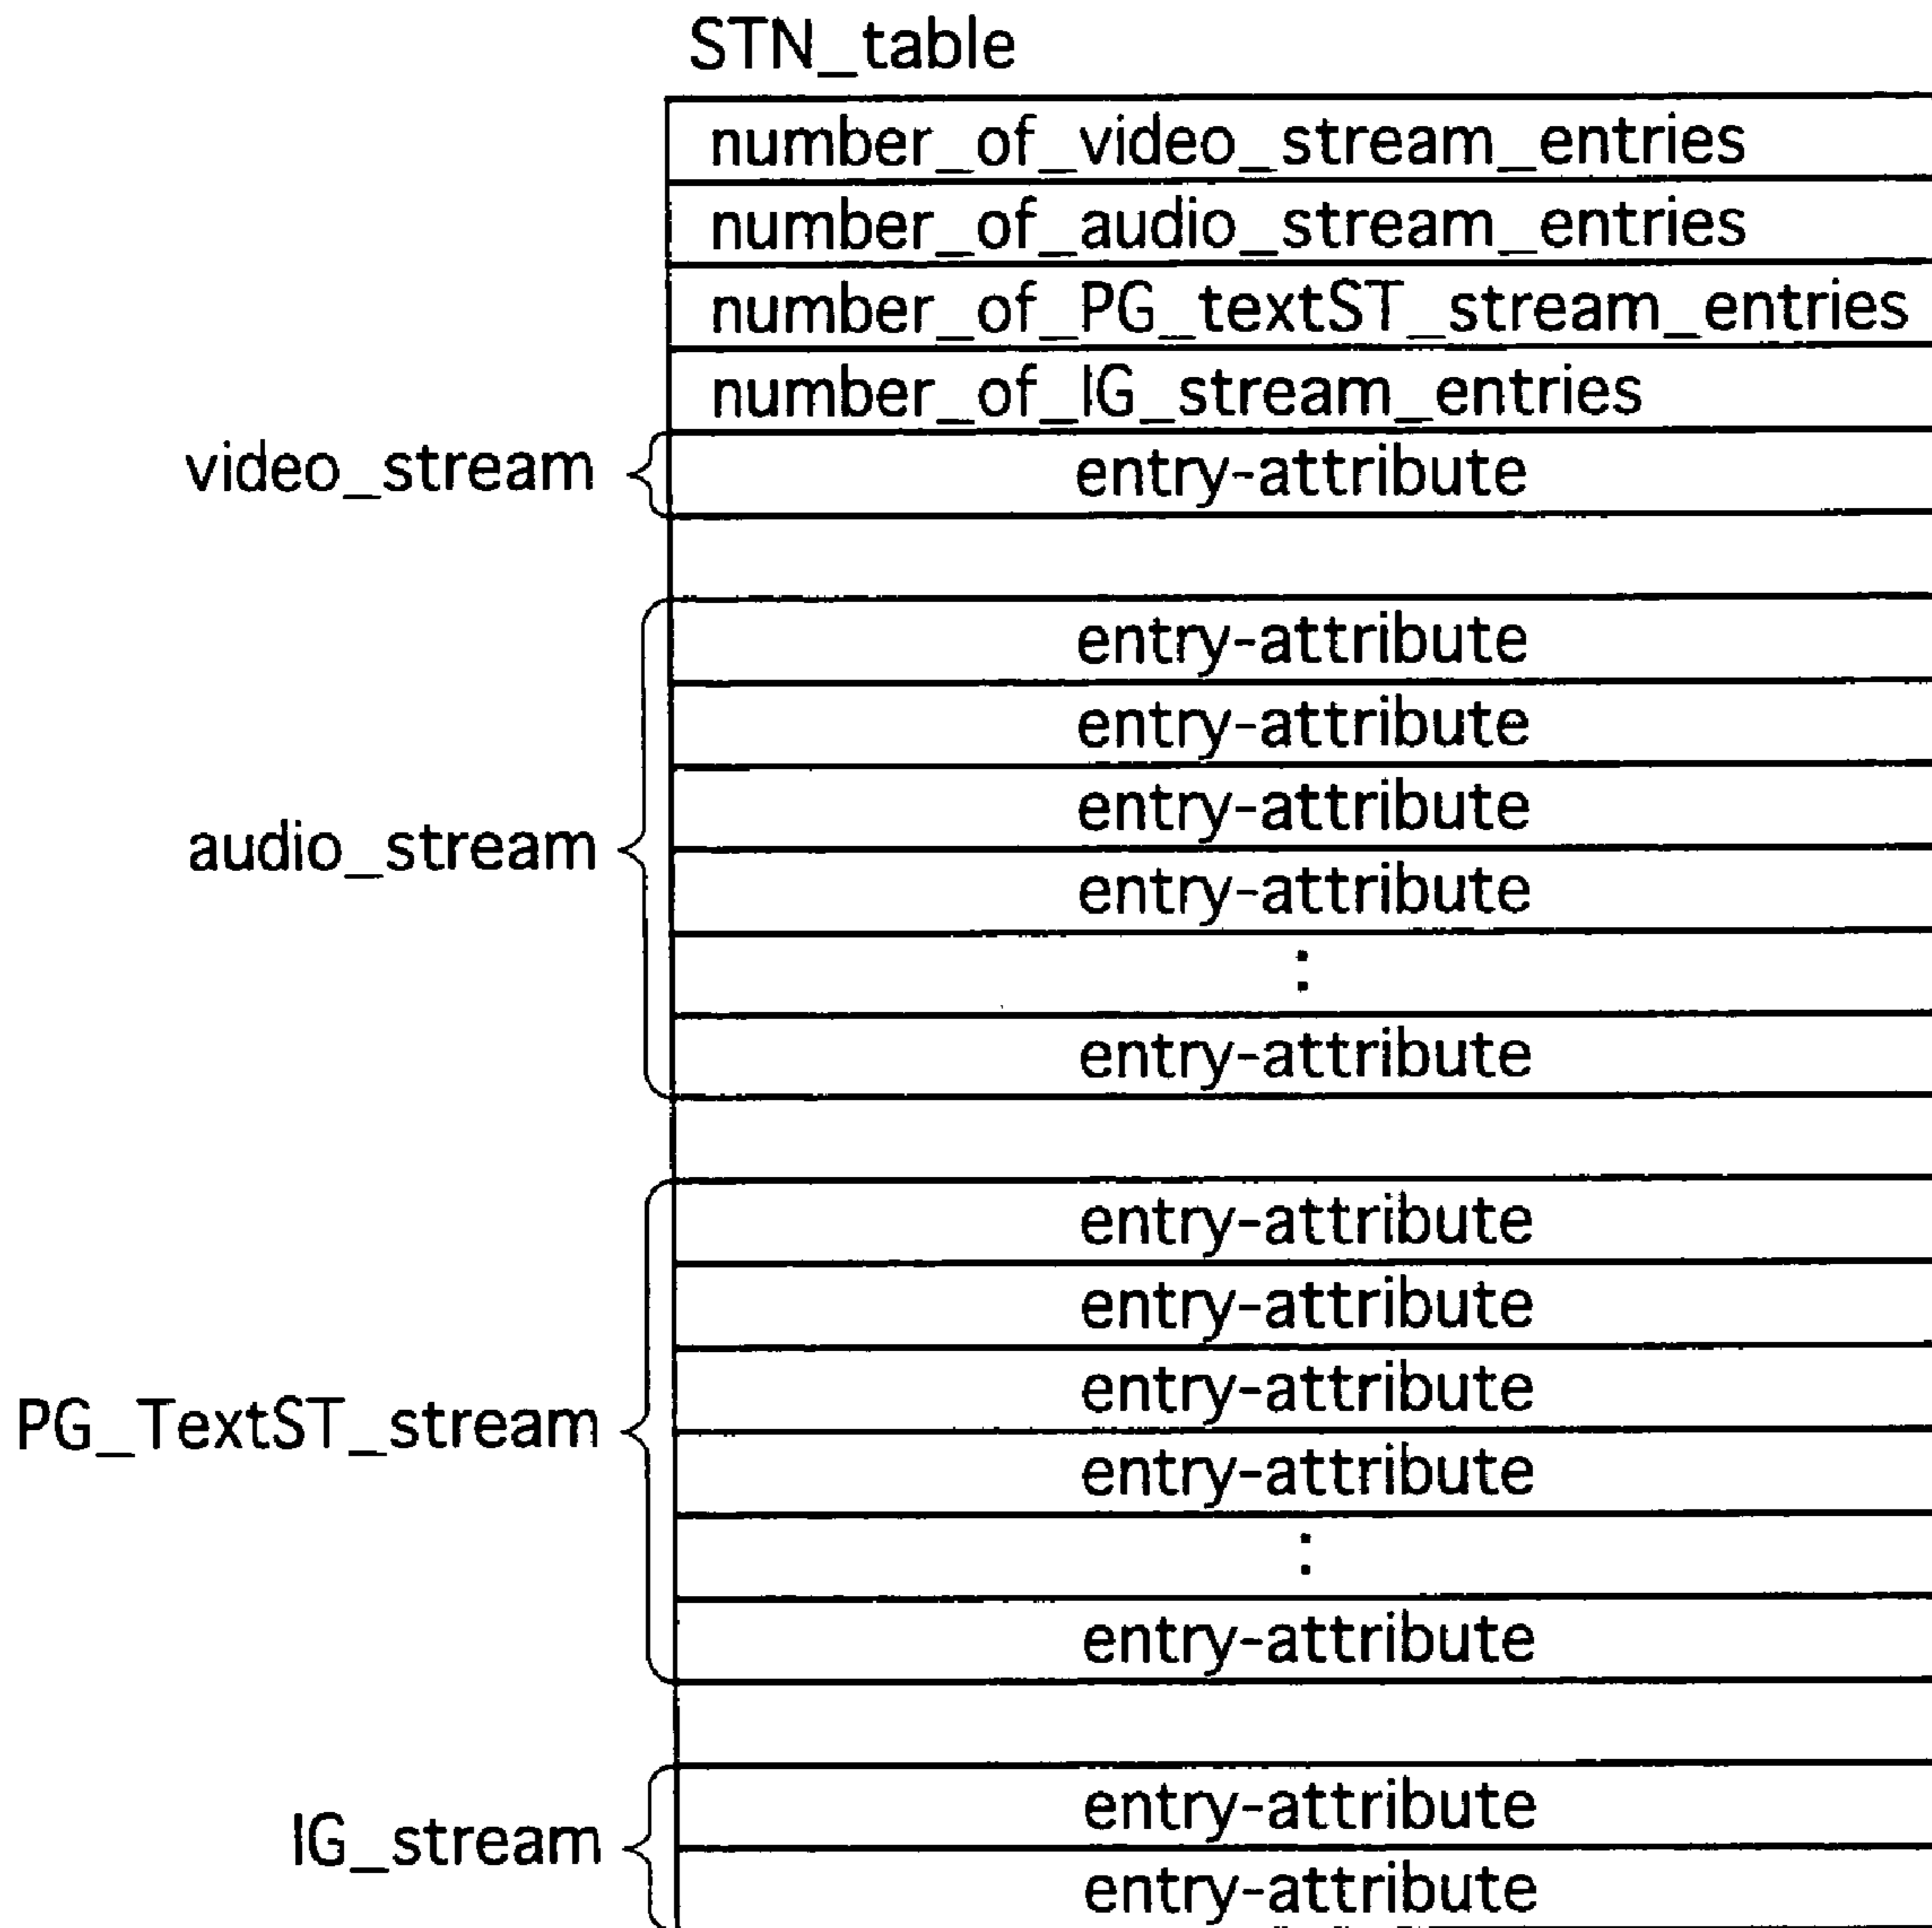 STN_table
number_of_video_stream_entries
number_of_audio_stream_entries
number_of_PG_textST_stream_entries
number_of_IG_stream_entries
video_stream entry-attribute
entry-attribute
entry-attribute
entry-attribute
audio_stream
entry-attribute
:
entry-attribute
entry-attribute
entry-attribute
entry-attribute
PG_TextST_stream
entry-attribute
:
entry-attribute
entry-attribute
IG_stream
entry-attribute